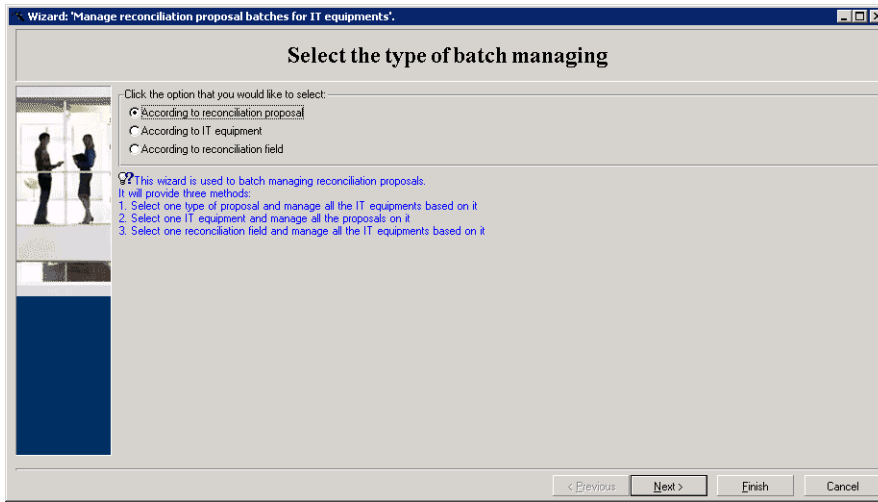 Wizard: 'Manage reconciliation proposal batches for IT equipments'.
Select the type of batch managing
Click the option that you would like to select:
According to reconciliation proposal
According to IT equipment
According to reconciliation field
This wizard is used to batch managing reconciliation proposals.
It will provide three methods:
1. Select one type of proposal and manage all the IT equipments based on it
2. Select one IT equipment and manage all the proposals on it
3. Select one reconciliation field and manage all the IT equipments based on it
< Previous Next > Finish Cancel